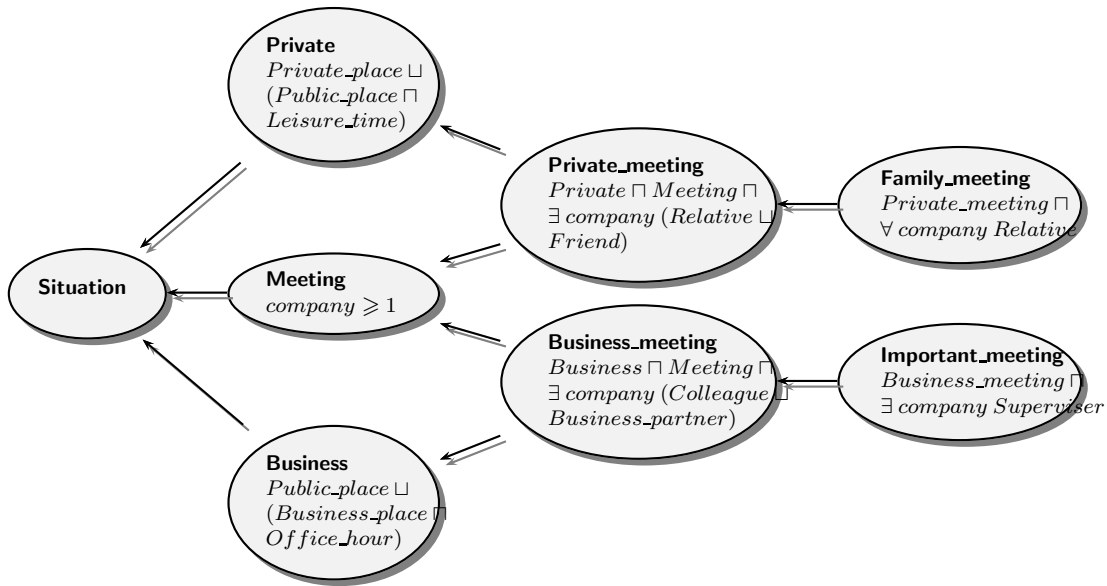 Private
Private_place ⊔
(Public_place ⊓
Leisure_time)
Private_meeting
Private ⊓ Meeting ⊓
∃ company (Relative ⊔
Friend)
Family_meeting
Private_meeting ⊓
∀ company Relative
Situation
Meeting
company ⩾ 1
Business_meeting
Business ⊓ Meeting ⊓
∃ company (Colleague ⊔
Business_partner)
Important_meeting
Business_meeting ⊓
∃ company Superviser
Business
Public_place ⊔
(Business_place ⊓
Office_hour)